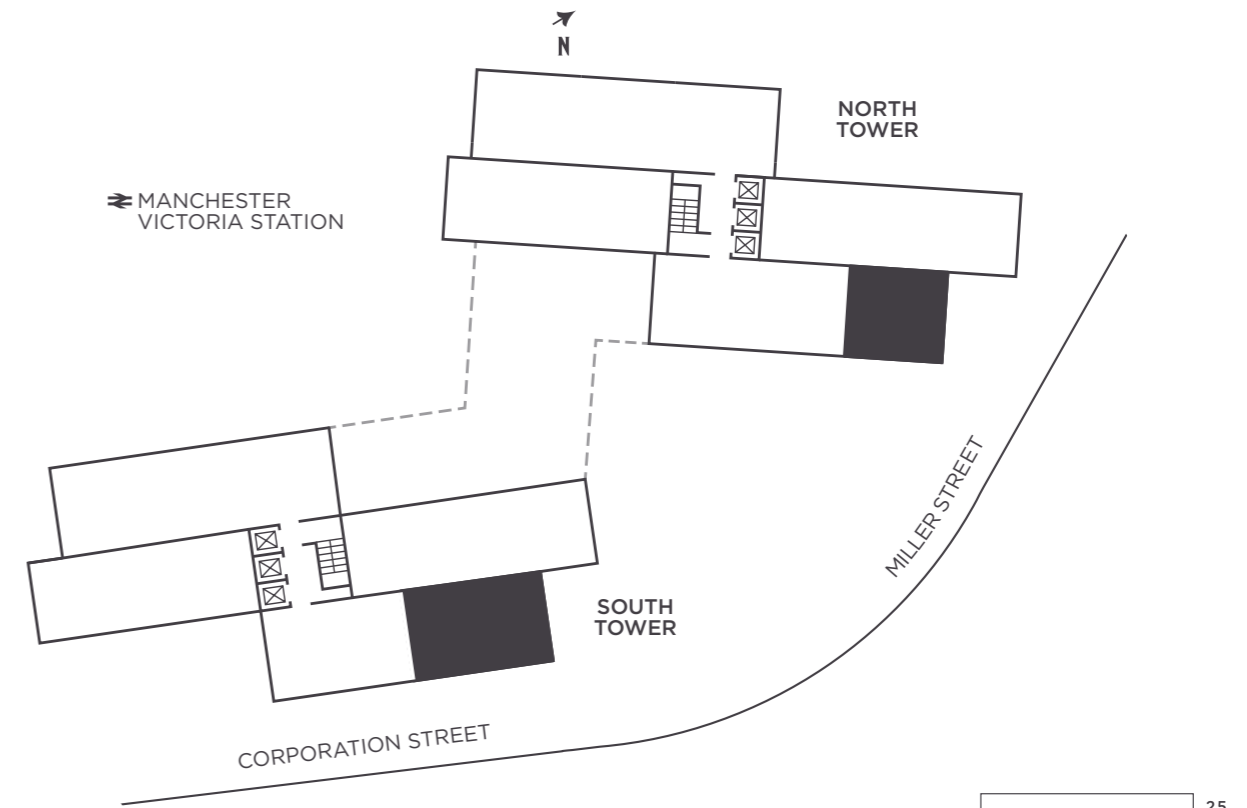 N
NORTH
TOWER
MANCHESTER
VICTORIA STATION
MILLER STREET
SOUTH
TOWER
CORPORATION STREET
25